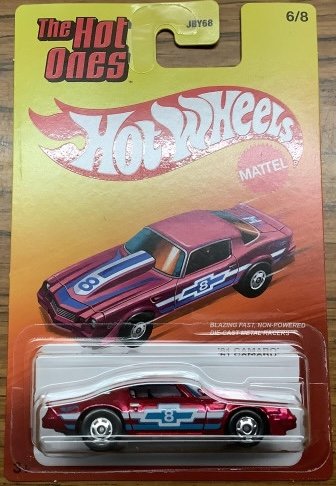 The Hot
Ones
JBY68
6/8
Hot Wheels
MATTEL
8
8
BLAZING FAST, NON-POWERED
DIE-CAST METAL RACERS
'81 CAMARO
8